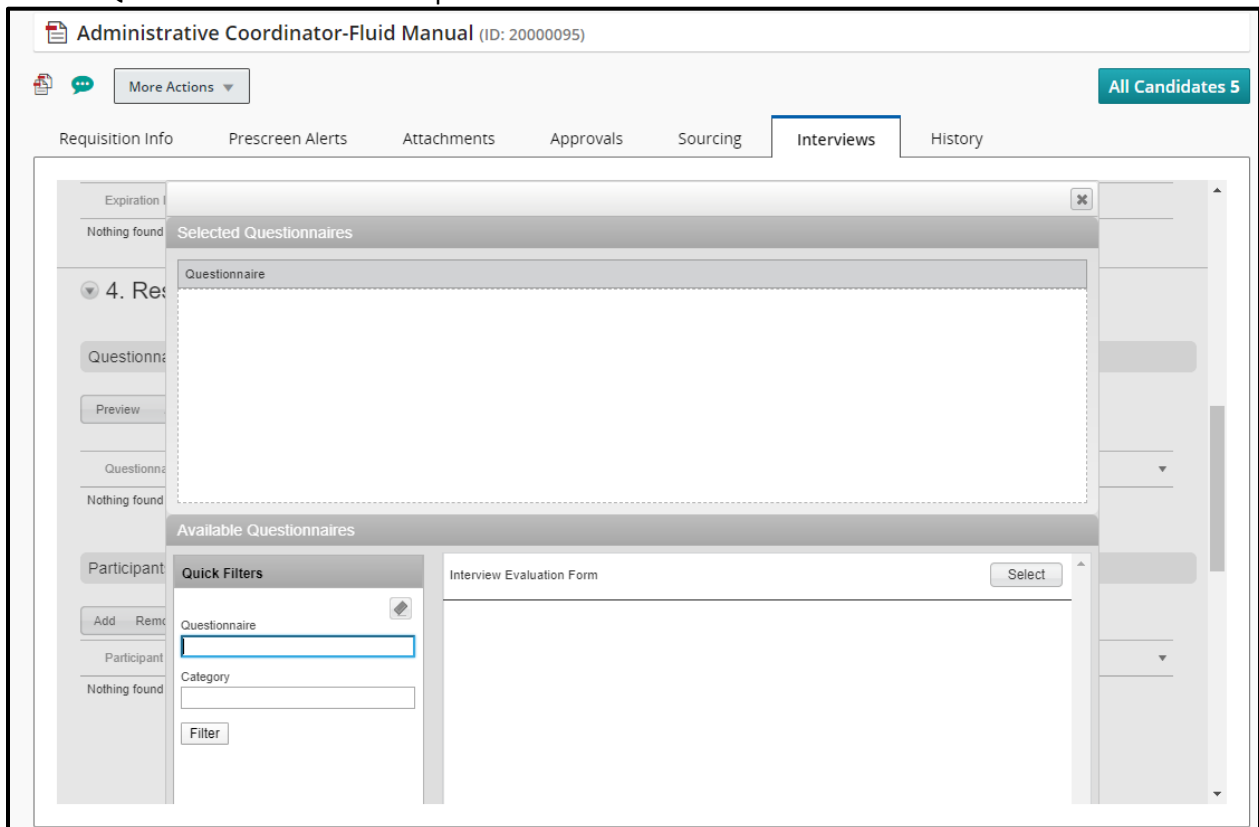 Administrative Coordinator-Fluid Manual (ID: 20000095)
More Actions
All Candidates 5
Requisition Info Prescreen Alerts Attachments Approvals Sourcing Interviews History
Expiration
Nothing found
Selected Questionnaires
Questionnaire
4. Res
Questionna
Preview
Questionna
Nothing found
Available Questionnaires
Participant
Quick Filters
Interview Evaluation Form Select
Add Remo
Questionnaire
Participant
Category
Nothing found
Filter